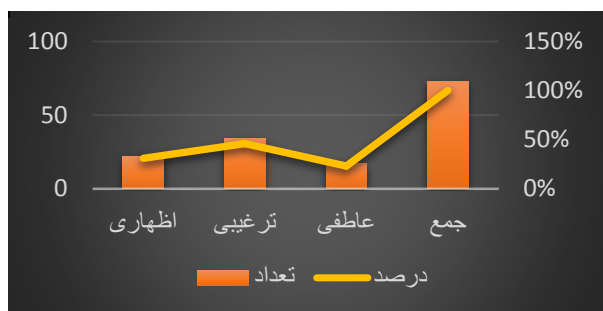 100
50
0
150%
100%
50%
0%
اظهاری
ترغیبی
عاطفی
جمع
تعداد
درصد